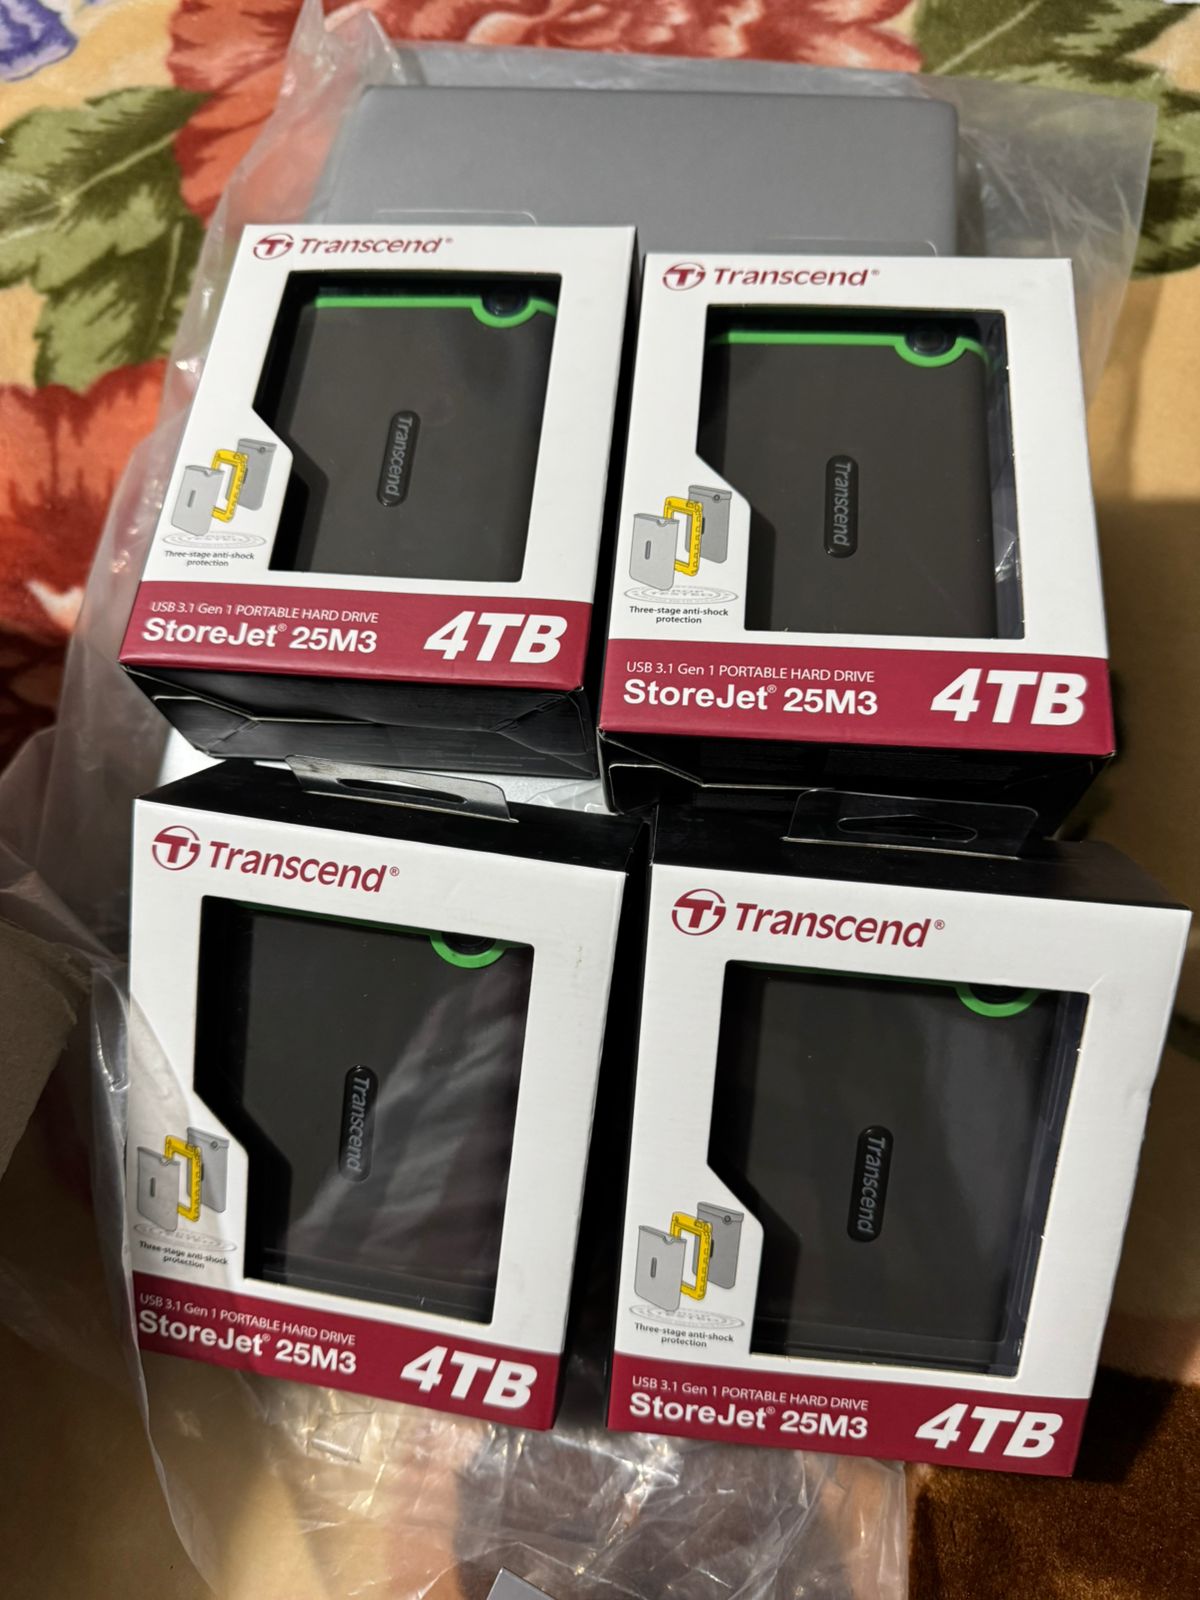 Transcend®
Transcend
Three-stage anti-shock
protection
USB 3.1 Gen 1 PORTABLE HARD DRIVE
StoreJet® 25M3
4TB
Transcend®
Transcend
Three-stage anti-shock
protection
USB 3.1 Gen 1 PORTABLE HARD DRIVE
StoreJet® 25M3
4TB
Transcend®
Transcend
Three-stage anti-shock
protection
USB 3.1 Gen 1 PORTABLE HARD DRIVE
StoreJet® 25M3
4TB
Transcend®
Transcend
Three-stage anti-shock
protection
USB 3.1 Gen 1 PORTABLE HARD DRIVE
StoreJet® 25M3
4TB